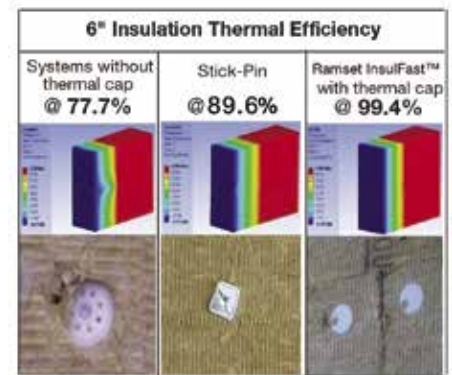 6" Insulation Thermal Efficiency
Systems without
thermal cap
@ 77.7%
Stick-Pin
@89.6%
Ramset InsulFast™
with thermal cap
@ 99.4%